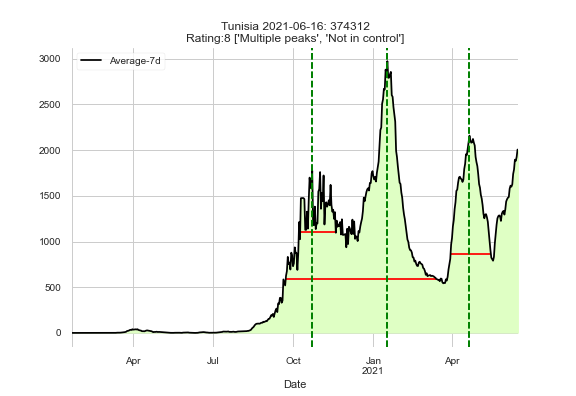 Tunisia 2021-06-16: 374312
Rating:8 ['Multiple peaks', 'Not in control']
Average-7d
3000
2500
2000
1500
1000
500
0
Apr
Jul
Oct
Jan
2021
Apr
Date